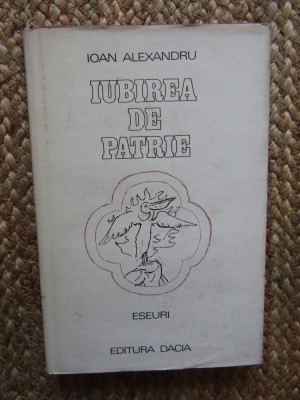 IOAN ALEXANDRU
IUBIREA
DE
PATRIE
ESEURI
EDITURA DACIA